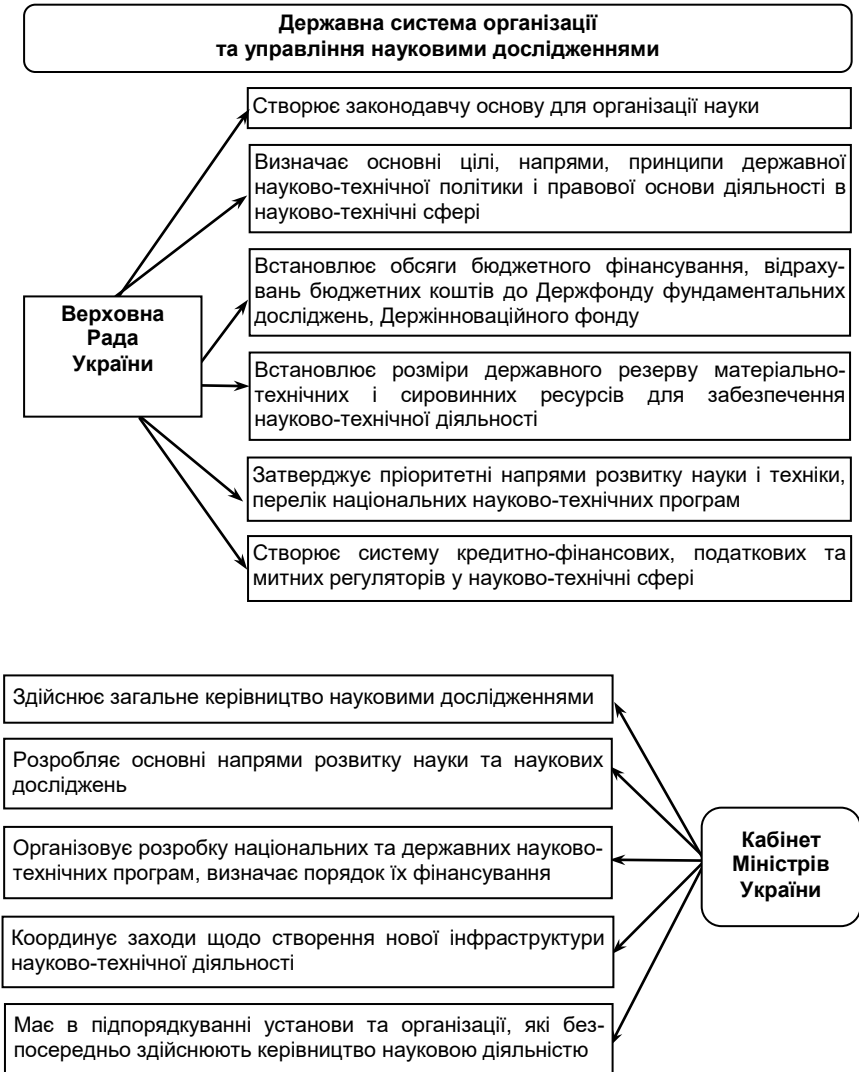 Державна система організації
та управління науковими дослідженнями
Створює законодавчу основу для організації науки
Визначає основні цілі, напрями, принципи державної
науково-технічної політики і правової основи діяльності в
науково-технічні сфері
Встановлює обсяги бюджетного фінансування, відраху-
вань бюджетних коштів до Держфонду фундаментальних
досліджень, Держінноваційного фонду
Верховна
Рада
України
Встановлює розміри державного резерву матеріально-
технічних і сировинних ресурсів для забезпечення
науково-технічної діяльності
Затверджує пріоритетні напрями розвитку науки і техніки,
перелік національних науково-технічних програм
Створює систему кредитно-фінансових, податкових та
митних регуляторів у науково-технічні сфері
Здійснює загальне керівництво науковими дослідженнями
Розробляє основні напрями розвитку науки та наукових
досліджень
Організовує розробку національних та державних науково-
технічних програм, визначає порядок їх фінансування
Кабінет
Міністрів
України
Координує заходи щодо створення нової інфраструктури
науково-технічної діяльності
Має в підпорядкуванні установи та організації, які без-
посередньо здійснюють керівництво науковою діяльністю